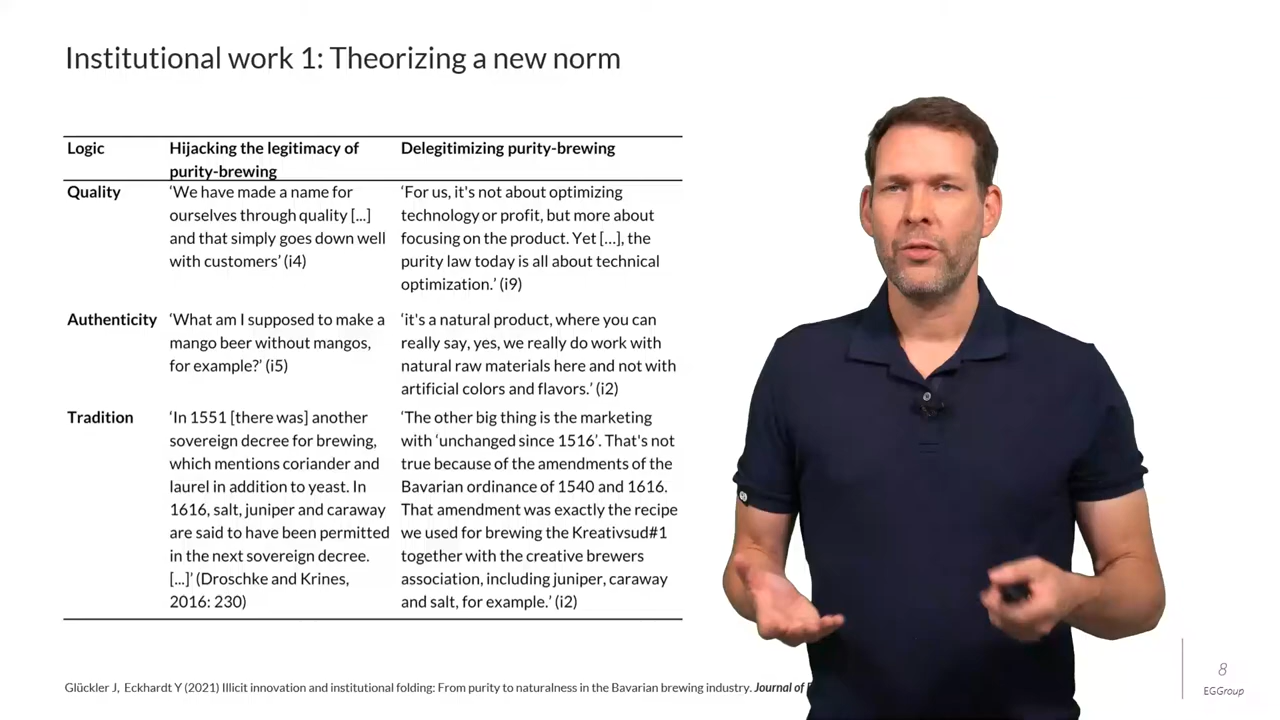 Institutional work 1: Theorizing a new norm
Logic
Hijacking the legitimacy of
purity-brewing
Delegitimizing purity-brewing
Quality
‘We have made a name for
ourselves through quality [...]
and that simply goes down well
with customers’ (i4)
‘For us, it's not about optimizing
technology or profit, but more about
focusing on the product. Yet […], the
purity law today is all about technical
optimization.’ (i9)
Authenticity
‘What am I supposed to make a
mango beer without mangos,
for example?’ (i5)
‘it's a natural product, where you can
really say, yes, we really do work with
natural raw materials here and not with
artificial colors and flavors.’ (i2)
Tradition
‘In 1551 [there was] another
sovereign decree for brewing,
which mentions coriander and
laurel in addition to yeast. In
1616, salt, juniper and caraway
are said to have been permitted
in the next sovereign decree.
[...]’ (Droschke and Krines,
2016: 230)
‘The other big thing is the marketing
with ‘unchanged since 1516’. That's not
true because of the amendments of the
Bavarian ordinance of 1540 and 1616.
That amendment was exactly the recipe
we used for brewing the Kreativsud#1
together with the creative brewers
association, including juniper, caraway
and salt, for example.’ (i2)
Glückler J, Eckhardt Y (2021) Illicit innovation and institutional folding: From purity to naturalness in the Bavarian brewing industry. Journal of
8
EGGroup